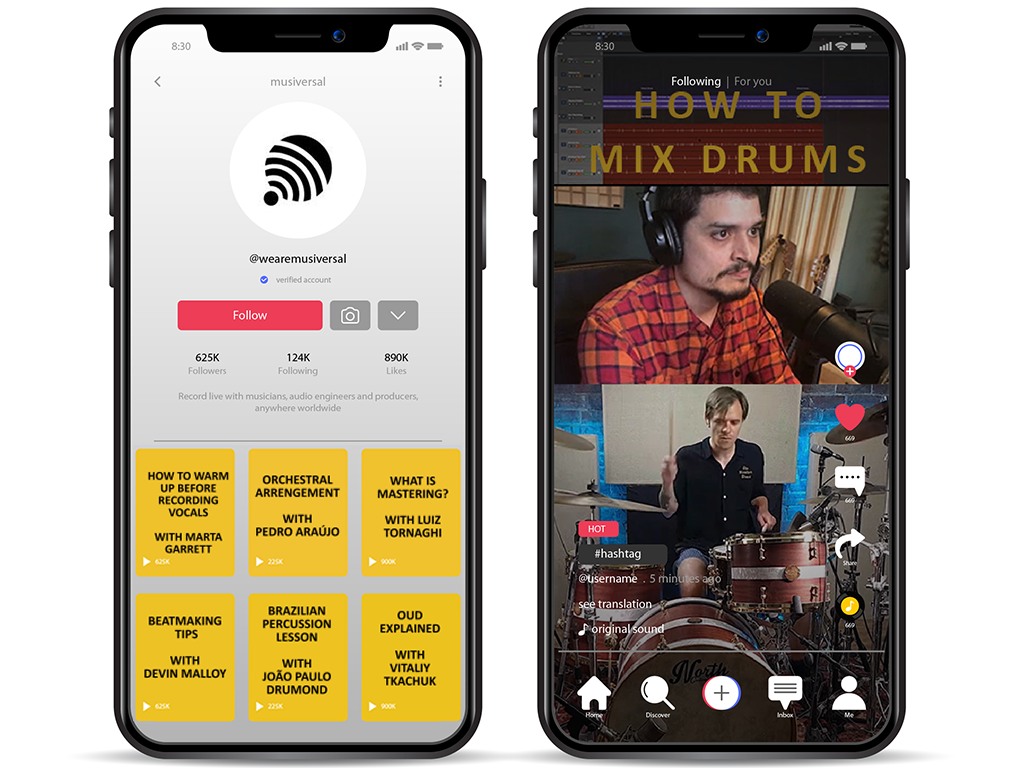 8:30
musiversal
@wearemusiversal
verified account
Follow
625K
124K
890K
Followers
Following
Likes
Record live with musicians, audio engineers and producers,
anywhere worldwide
HOW TO WARM
UP BEFORE
RECORDING
VOCALS
WITH MARTA
GARRETT
625K
ORCHESTRAL
ARRENGEMENT
WITH
PEDRO ARAÚJO
225K
WHAT IS
MASTERING?
WITH LUIZ
TORNAGHI
900K
BEATMAKING
TIPS
WITH
DEVIN MALLOY
625K
BRAZILIAN
PERCUSSION
LESSON
WITH
JOÃO PAULO
DRUMOND
225K
OUD
EXPLAINED
WITH
VITALIY
TKACHUK
900K
8:30
Following | For you
HOW TO
MIX DRUMS
669
669
Share
669
HOT
#hashtag
@username . 5 minutes ago
see translation
original sound
North
Home
Discover
Inbox
Me